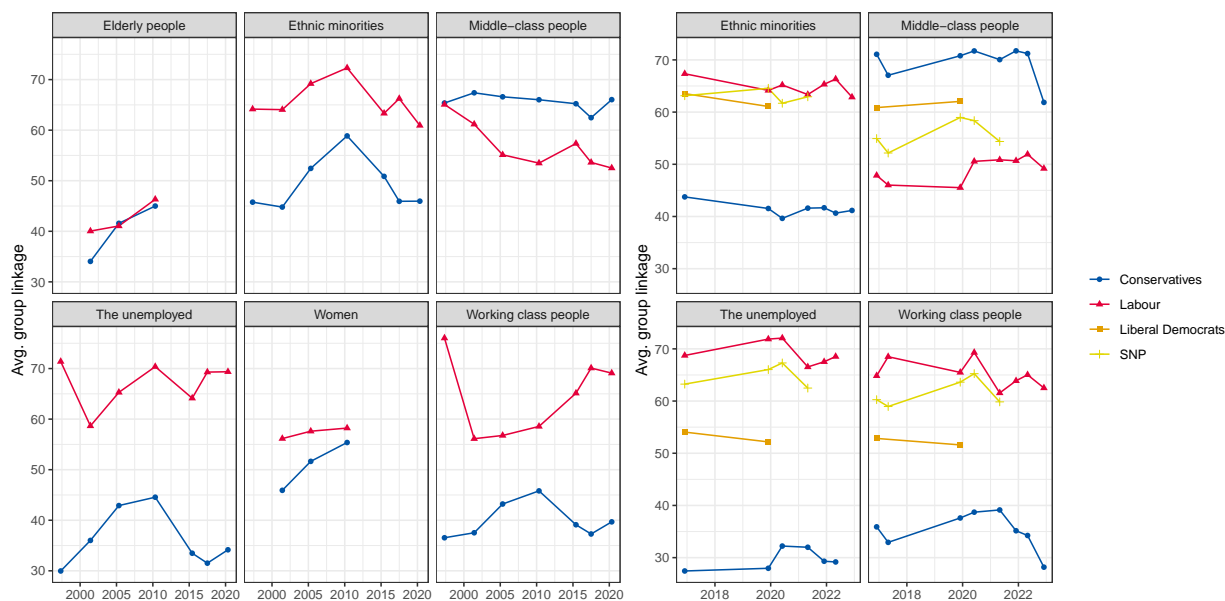 Elderly people
Ethnic minorities
Middle−class people
Ethnic minorities
Middle−class people
70
60
50
40
30
70
60
50
40
30
The unemployed
Women
Working class people
The unemployed
Working class people
70
60
50
40
30
70
60
50
40
30
2000 2005 2010 2015 2020
2000 2005 2010 2015 2020
2000 2005 2010 2015 2020
2018 2020 2022
2018 2020 2022
Avg. group linkage
Avg. group linkage
Conservatives
Labour
Liberal Democrats
SNP